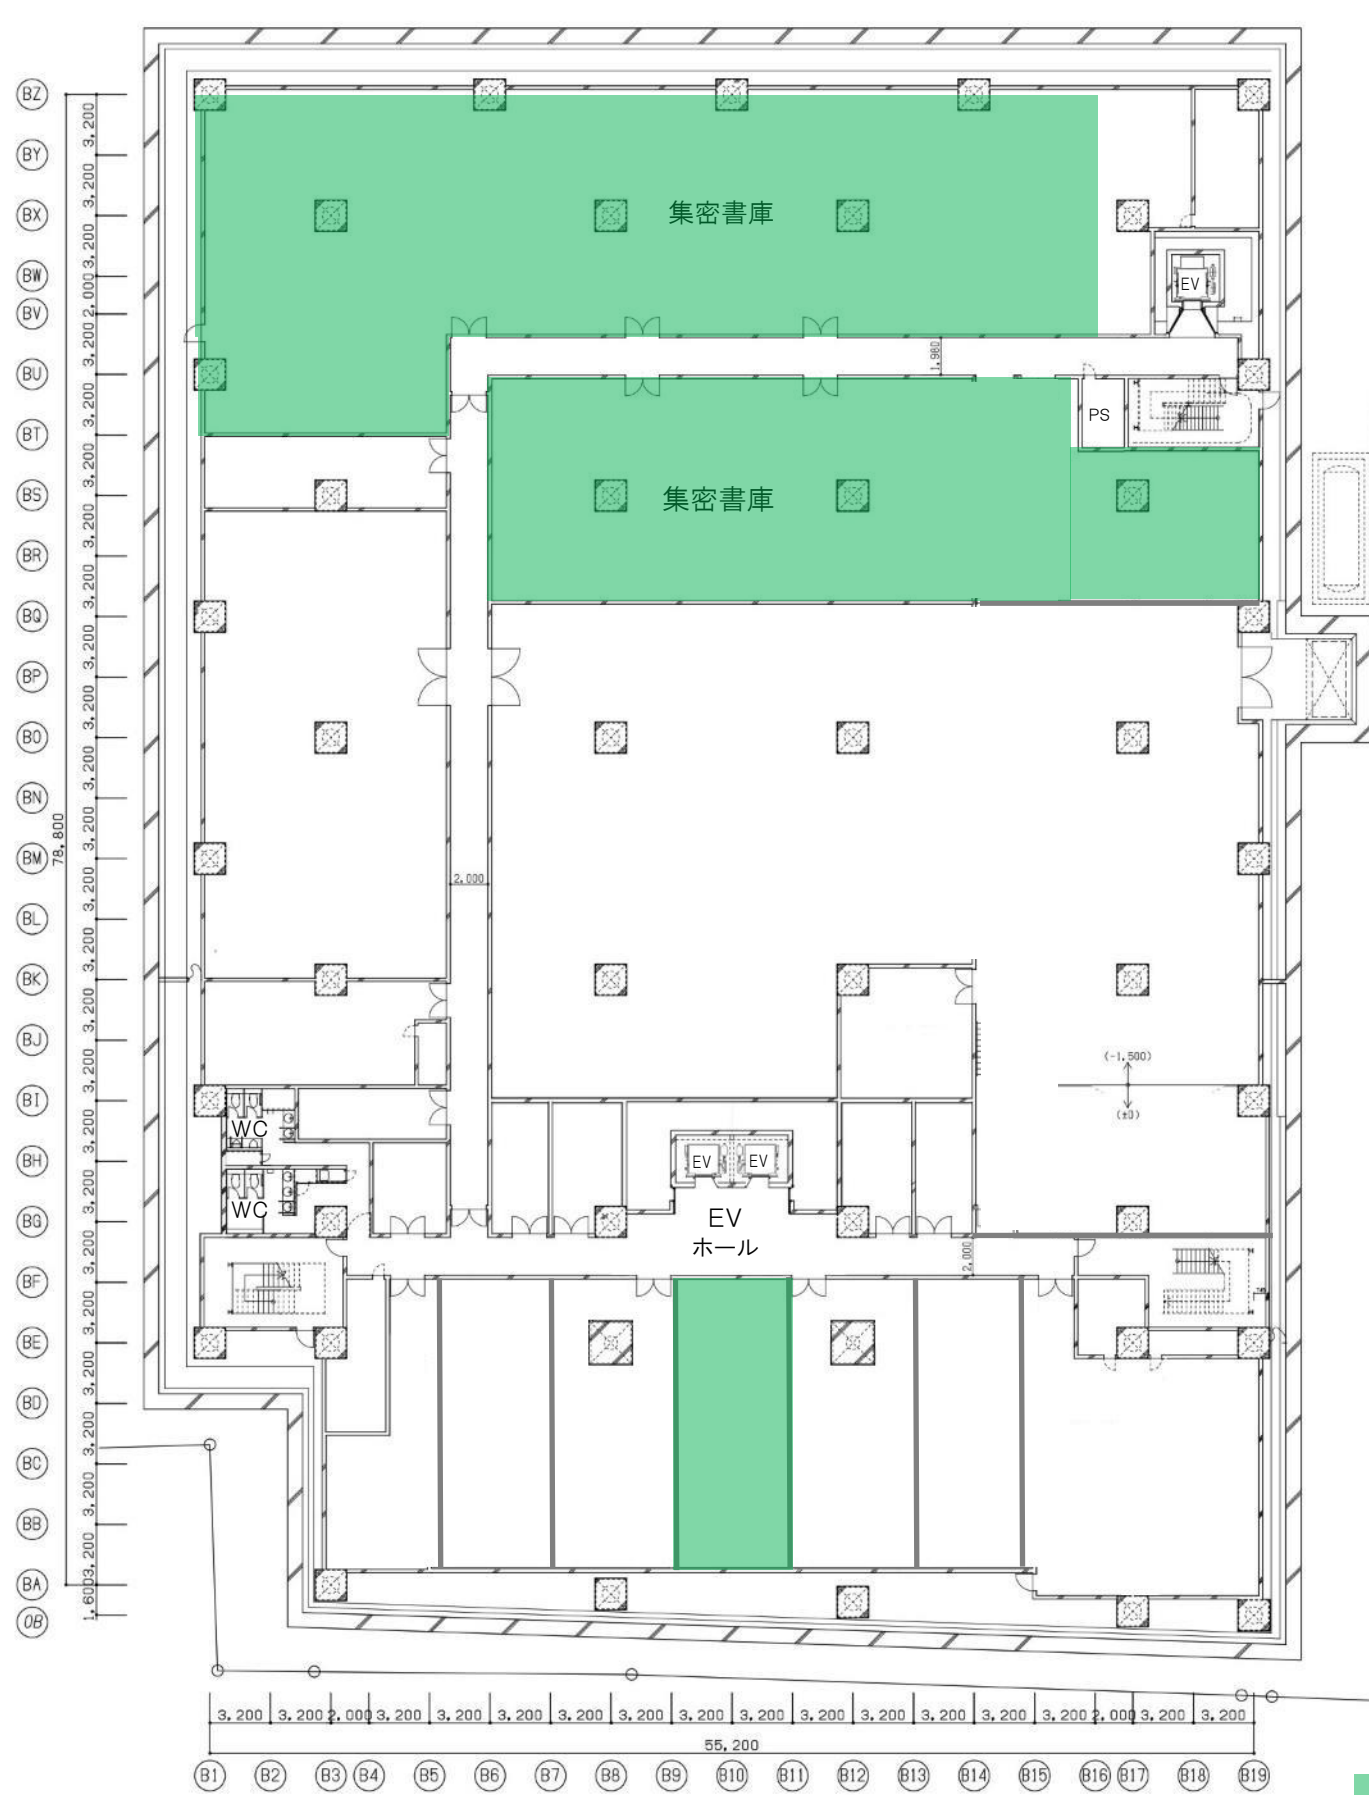 BZ
3,200
BY
3,200
BX
集密書庫
3,200
BW
EV
2,000
BV
3,200
1,980
BU
3,200
PS
BT
3,200
BS
集密書庫
3,200
BR
3,200
BQ
3,200
BP
3,200
BO
3,200
BN
3,200
78,800
BM
2,000
3,200
BL
3,200
BK
3,200
BJ
(-1,500)
3,200
BI
(±0)
WC
3,200
BH
EV
EV
3,200
WC
BG
EV
ホール
3,200
2,000
BF
3,200
BE
3,200
BD
3,200
BC
3,200
BB
3,200
BA
1,600
0B
3,200 3,200 2,000 3,200 3,200 3,200 3,200 3,200 3,200 3,200 3,200 3,200 3,200 3,200 2,000 3,200 3,200
55,200
B1 B2 B3 B4 B5 B6 B7 B8 B9 B10 B11 B12 B13 B14 B15 B16 B17 B18 B19